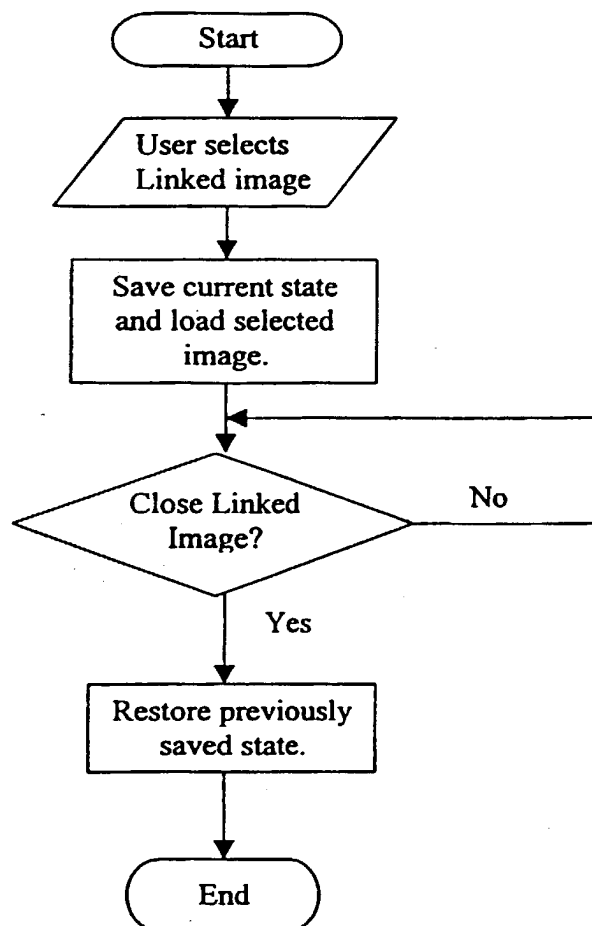 Start
User selects
Linked image
Save current state
and load selected
image.
Close Linked
Image?
No
Yes
Restore previously
saved state.
End